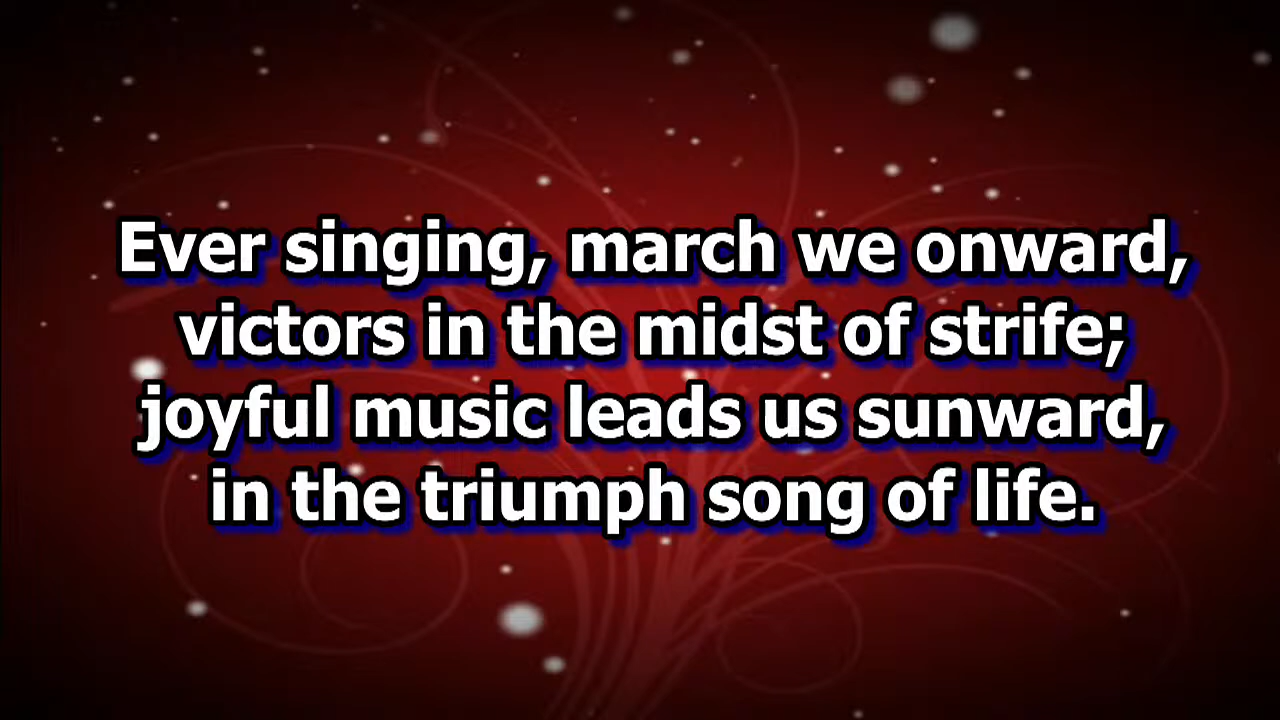 Ever singing, march we onward,
victors in the midst of strife;
joyful music leads us sunward,
in the triumph song of life.